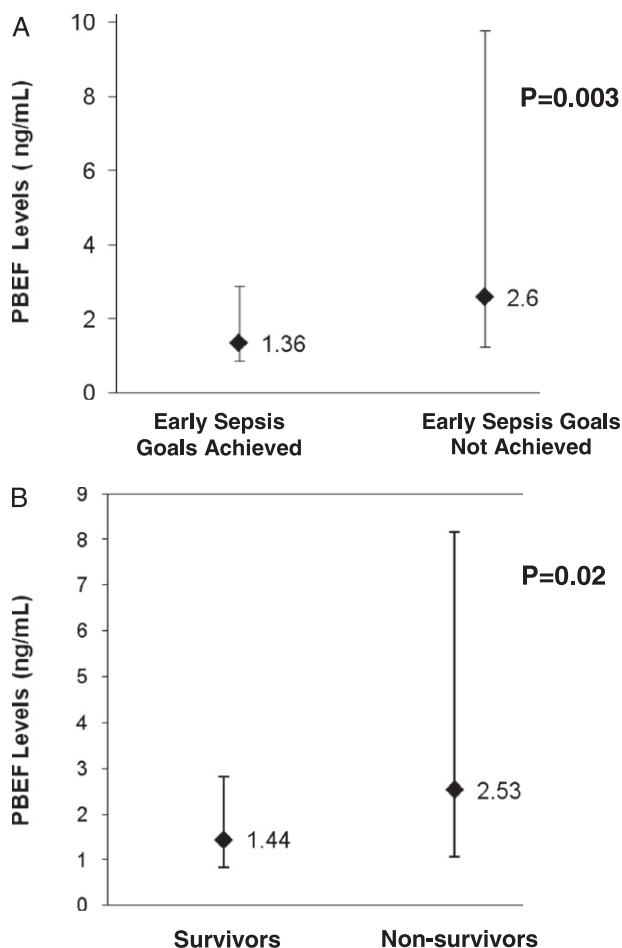 A
PBEF Levels ( ng/mL)
10
8
6
4
2
0
P=0.003
1.36
2.6
Early Sepsis
Goals Achieved
Early Sepsis Goals
Not Achieved
B
PBEF Levels (ng/mL)
9
8
7
6
5
4
3
2
1
0
P=0.02
1.44
2.53
Survivors
Non-survivors